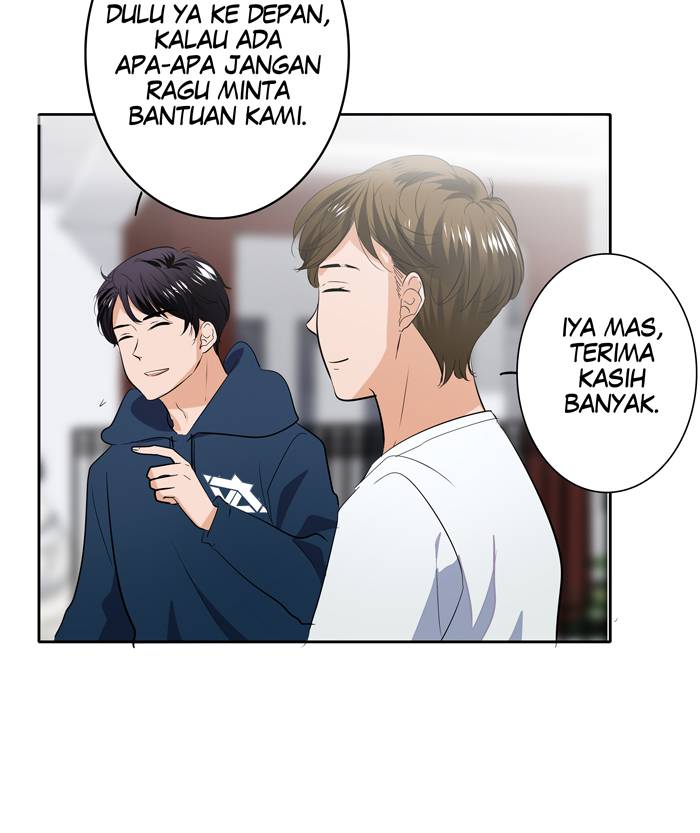 DULU YA KE DEPAN,
KALAU ADA
APA-APA JANGAN
RAGU MINTA
BANTUAN KAMI.
IYA MAS,
TERIMA
KASIH
BANYAK.